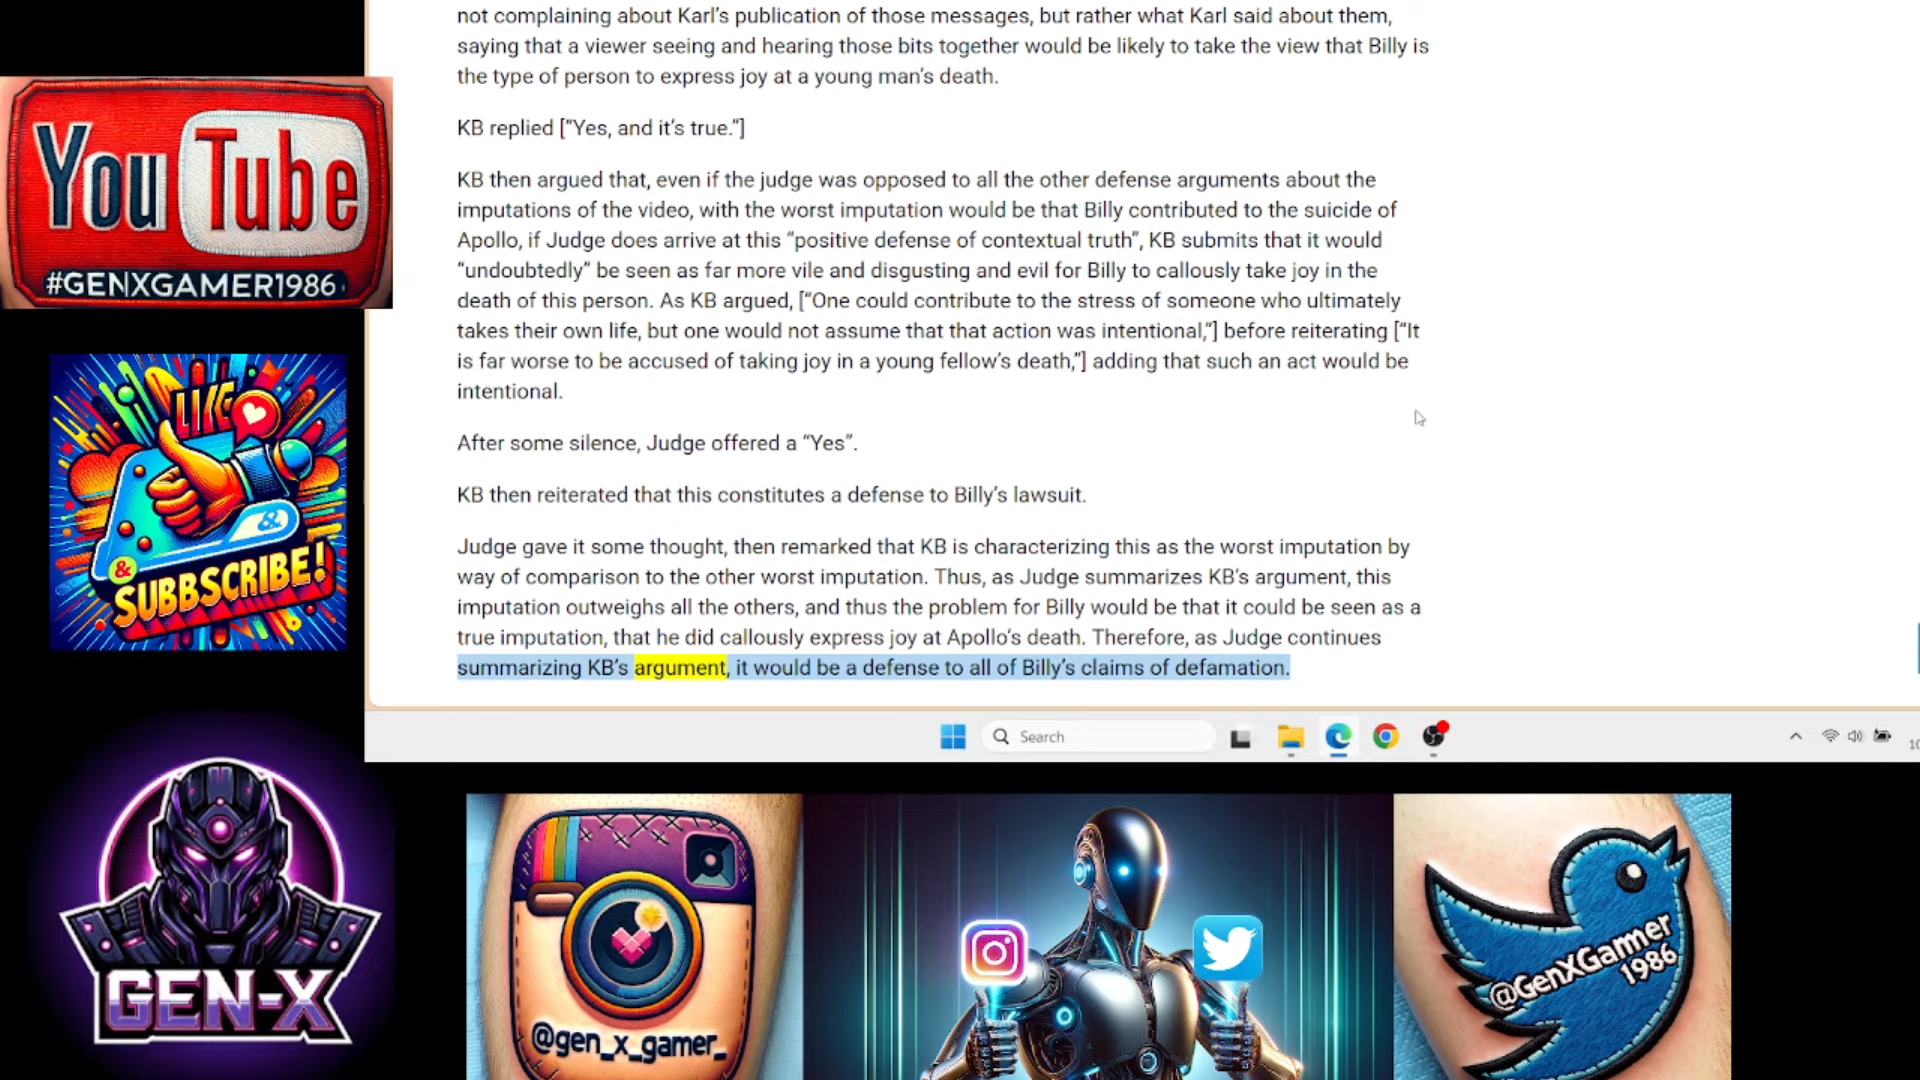 not complaining about Karl’s publication of those messages, but rather what Karl said about them,
saying that a viewer seeing and hearing those bits together would be likely to take the view that Billy is
the type of person to express joy at a young man’s death.
KB replied [“Yes, and it’s true.”]
KB then argued that, even if the judge was opposed to all the other defense arguments about the
imputations of the video, with the worst imputation would be that Billy contributed to the suicide of
Apollo, if Judge does arrive at this “positive defense of contextual truth”, KB submits that it would
“undoubtedly” be seen as far more vile and disgusting and evil for Billy to callously take joy in the
death of this person. As KB argued, [“One could contribute to the stress of someone who ultimately
takes their own life, but one would not assume that that action was intentional,“] before reiterating [“It
is far worse to be accused of taking joy in a young fellow’s death,”] adding that such an act would be
intentional.
After some silence, Judge offered a “Yes”.
KB then reiterated that this constitutes a defense to Billy’s lawsuit.
Judge gave it some thought, then remarked that KB is characterizing this as the worst imputation by
way of comparison to the other worst imputation. Thus, as Judge summarizes KB’s argument, this
imputation outweighs all the others, and thus the problem for Billy would be that it could be seen as a
true imputation, that he did callously express joy at Apollo’s death. Therefore, as Judge continues
summarizing KB’s argument, it would be a defense to all of Billy’s claims of defamation.
Search
10
You Tube
#GENXGAMER1986
LIKE
&
&
SUBBSCRIBE!
GEN-X
@gen_x_gamer_
@GenXGamer
1986